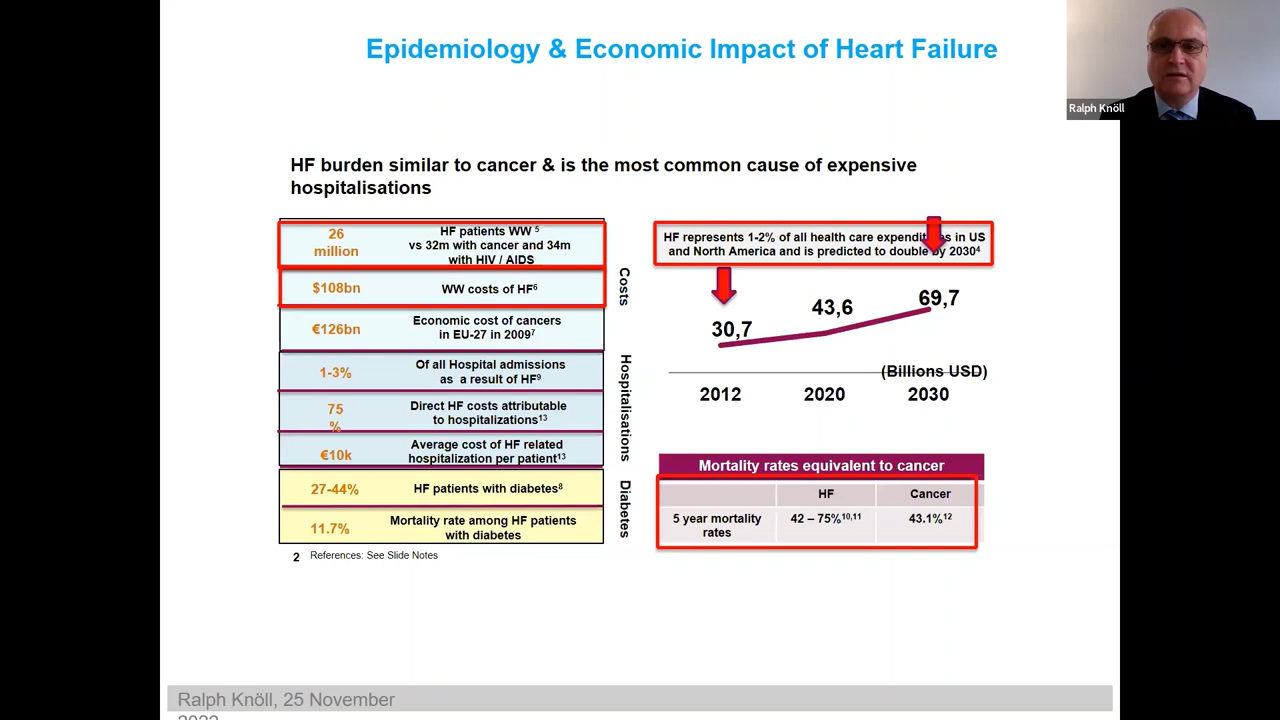 Epidemiology & Economic Impact of Heart Failure
Ralph Knöll
HF burden similar to cancer & is the most common cause of expensive
hospitalisations
26
million
HF patients WW 5
vs 32m with cancer and 34m
with HIV / AIDS
$108bn
WW costs of HF6
€126bn
Economic cost of cancers
in EU-27 in 20097
Costs
1-3%
Of all Hospital admissions
as a result of HF9
75
%
Direct HF costs attributable
to hospitalizations13
€10k
Average cost of HF related
hospitalization per patient13
Hospitalisations
27-44%
HF patients with diabetes8
11.7%
Mortality rate among HF patients
with diabetes
Diabetes
2 References: See Slide Notes
HF represents 1-2% of all health care in US
and North America and is predicted to double by 20304
30,7
43,6
69,7
(Billions USD)
2012 2020 2030
Mortality rates equivalent to cancer
HF Cancer
5 year mortality
rates
42 – 75%10,11
43.1%12
Ralph Knöll, 25 November